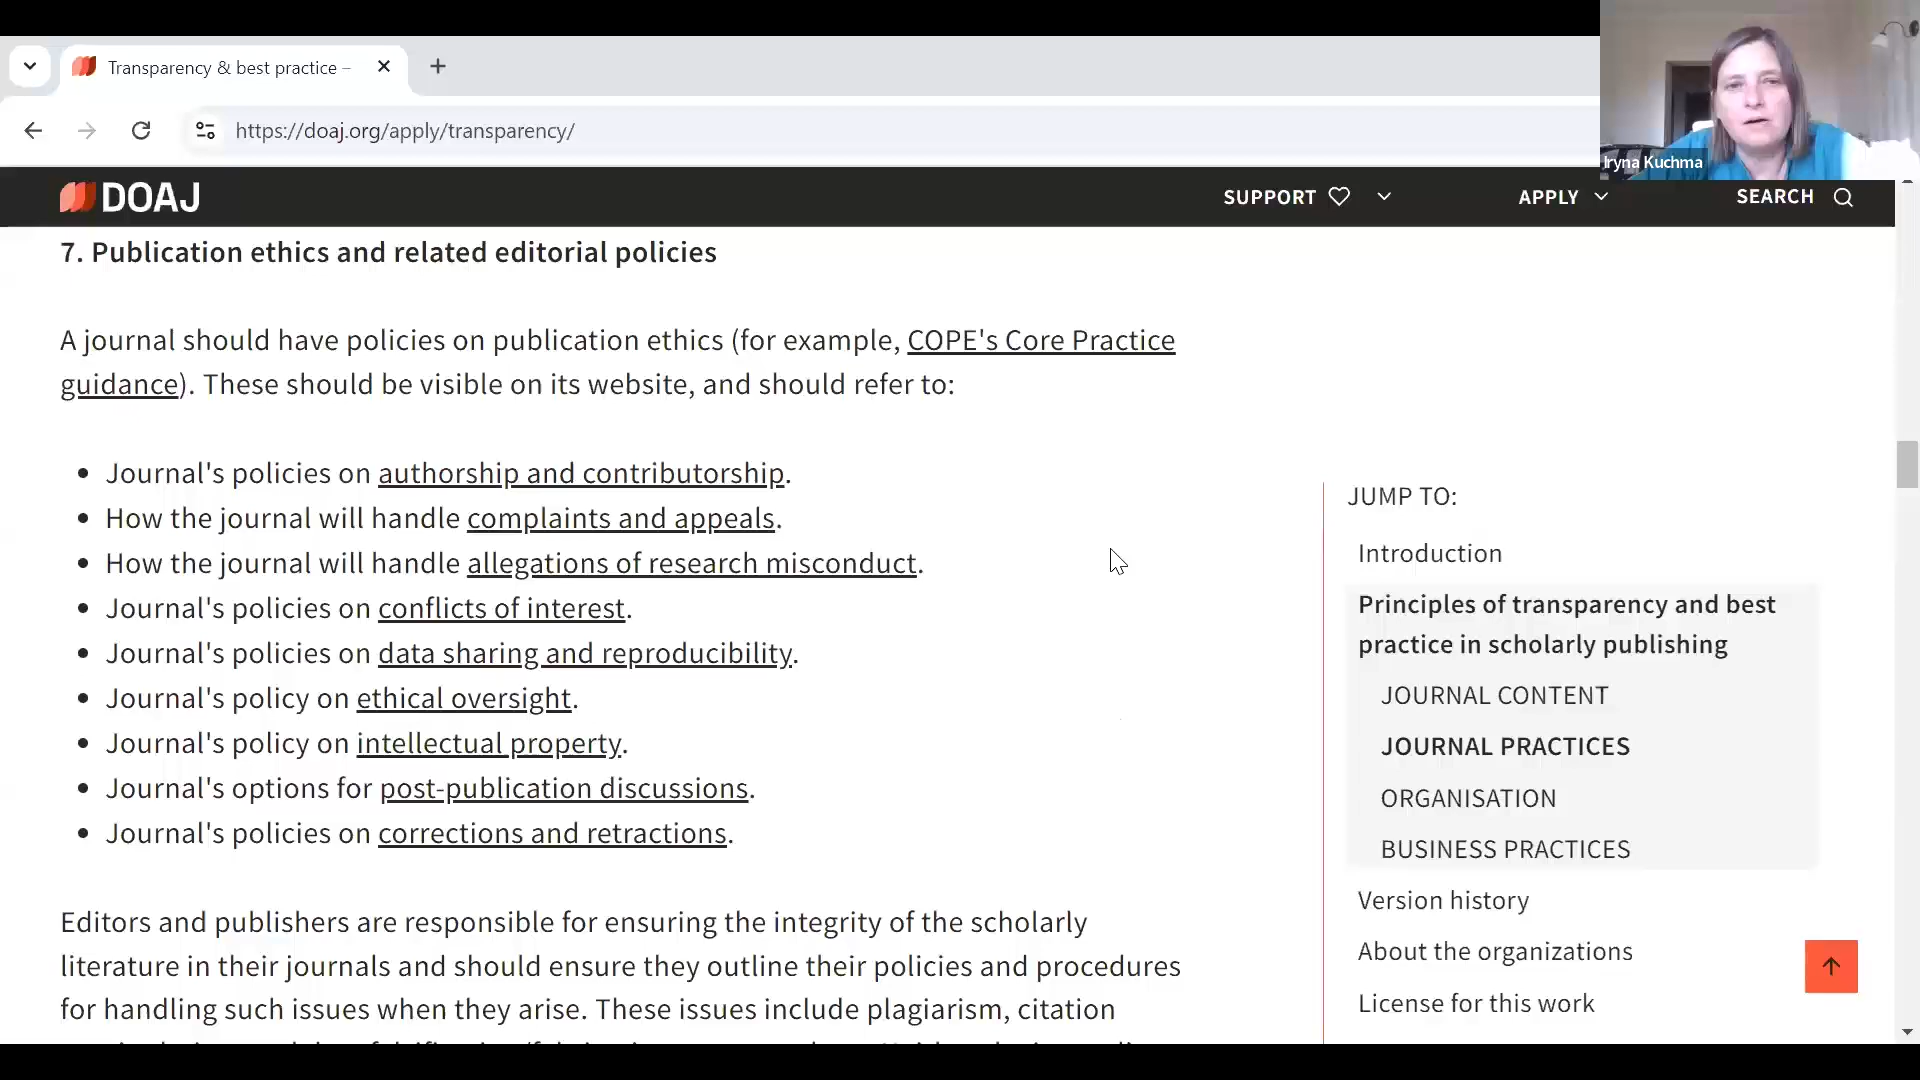 Transparency & best practice –
https://doaj.org/apply/transparency/
Iryna Kuchma
DOAJ
SUPPORT
APPLY
SEARCH
7. Publication ethics and related editorial policies
A journal should have policies on publication ethics (for example, COPE's Core Practice
guidance). These should be visible on its website, and should refer to:
• Journal's policies on authorship and contributorship.
• How the journal will handle complaints and appeals.
• How the journal will handle allegations of research misconduct.
• Journal's policies on conflicts of interest.
• Journal's policies on data sharing and reproducibility.
• Journal's policy on ethical oversight.
• Journal's policy on intellectual property.
• Journal's options for post-publication discussions.
• Journal's policies on corrections and retractions.
Editors and publishers are responsible for ensuring the integrity of the scholarly
literature in their journals and should ensure they outline their policies and procedures
for handling such issues when they arise. These issues include plagiarism, citation
JUMP TO:
Introduction
Principles of transparency and best
practice in scholarly publishing
JOURNAL CONTENT
JOURNAL PRACTICES
ORGANISATION
BUSINESS PRACTICES
Version history
About the organizations
License for this work